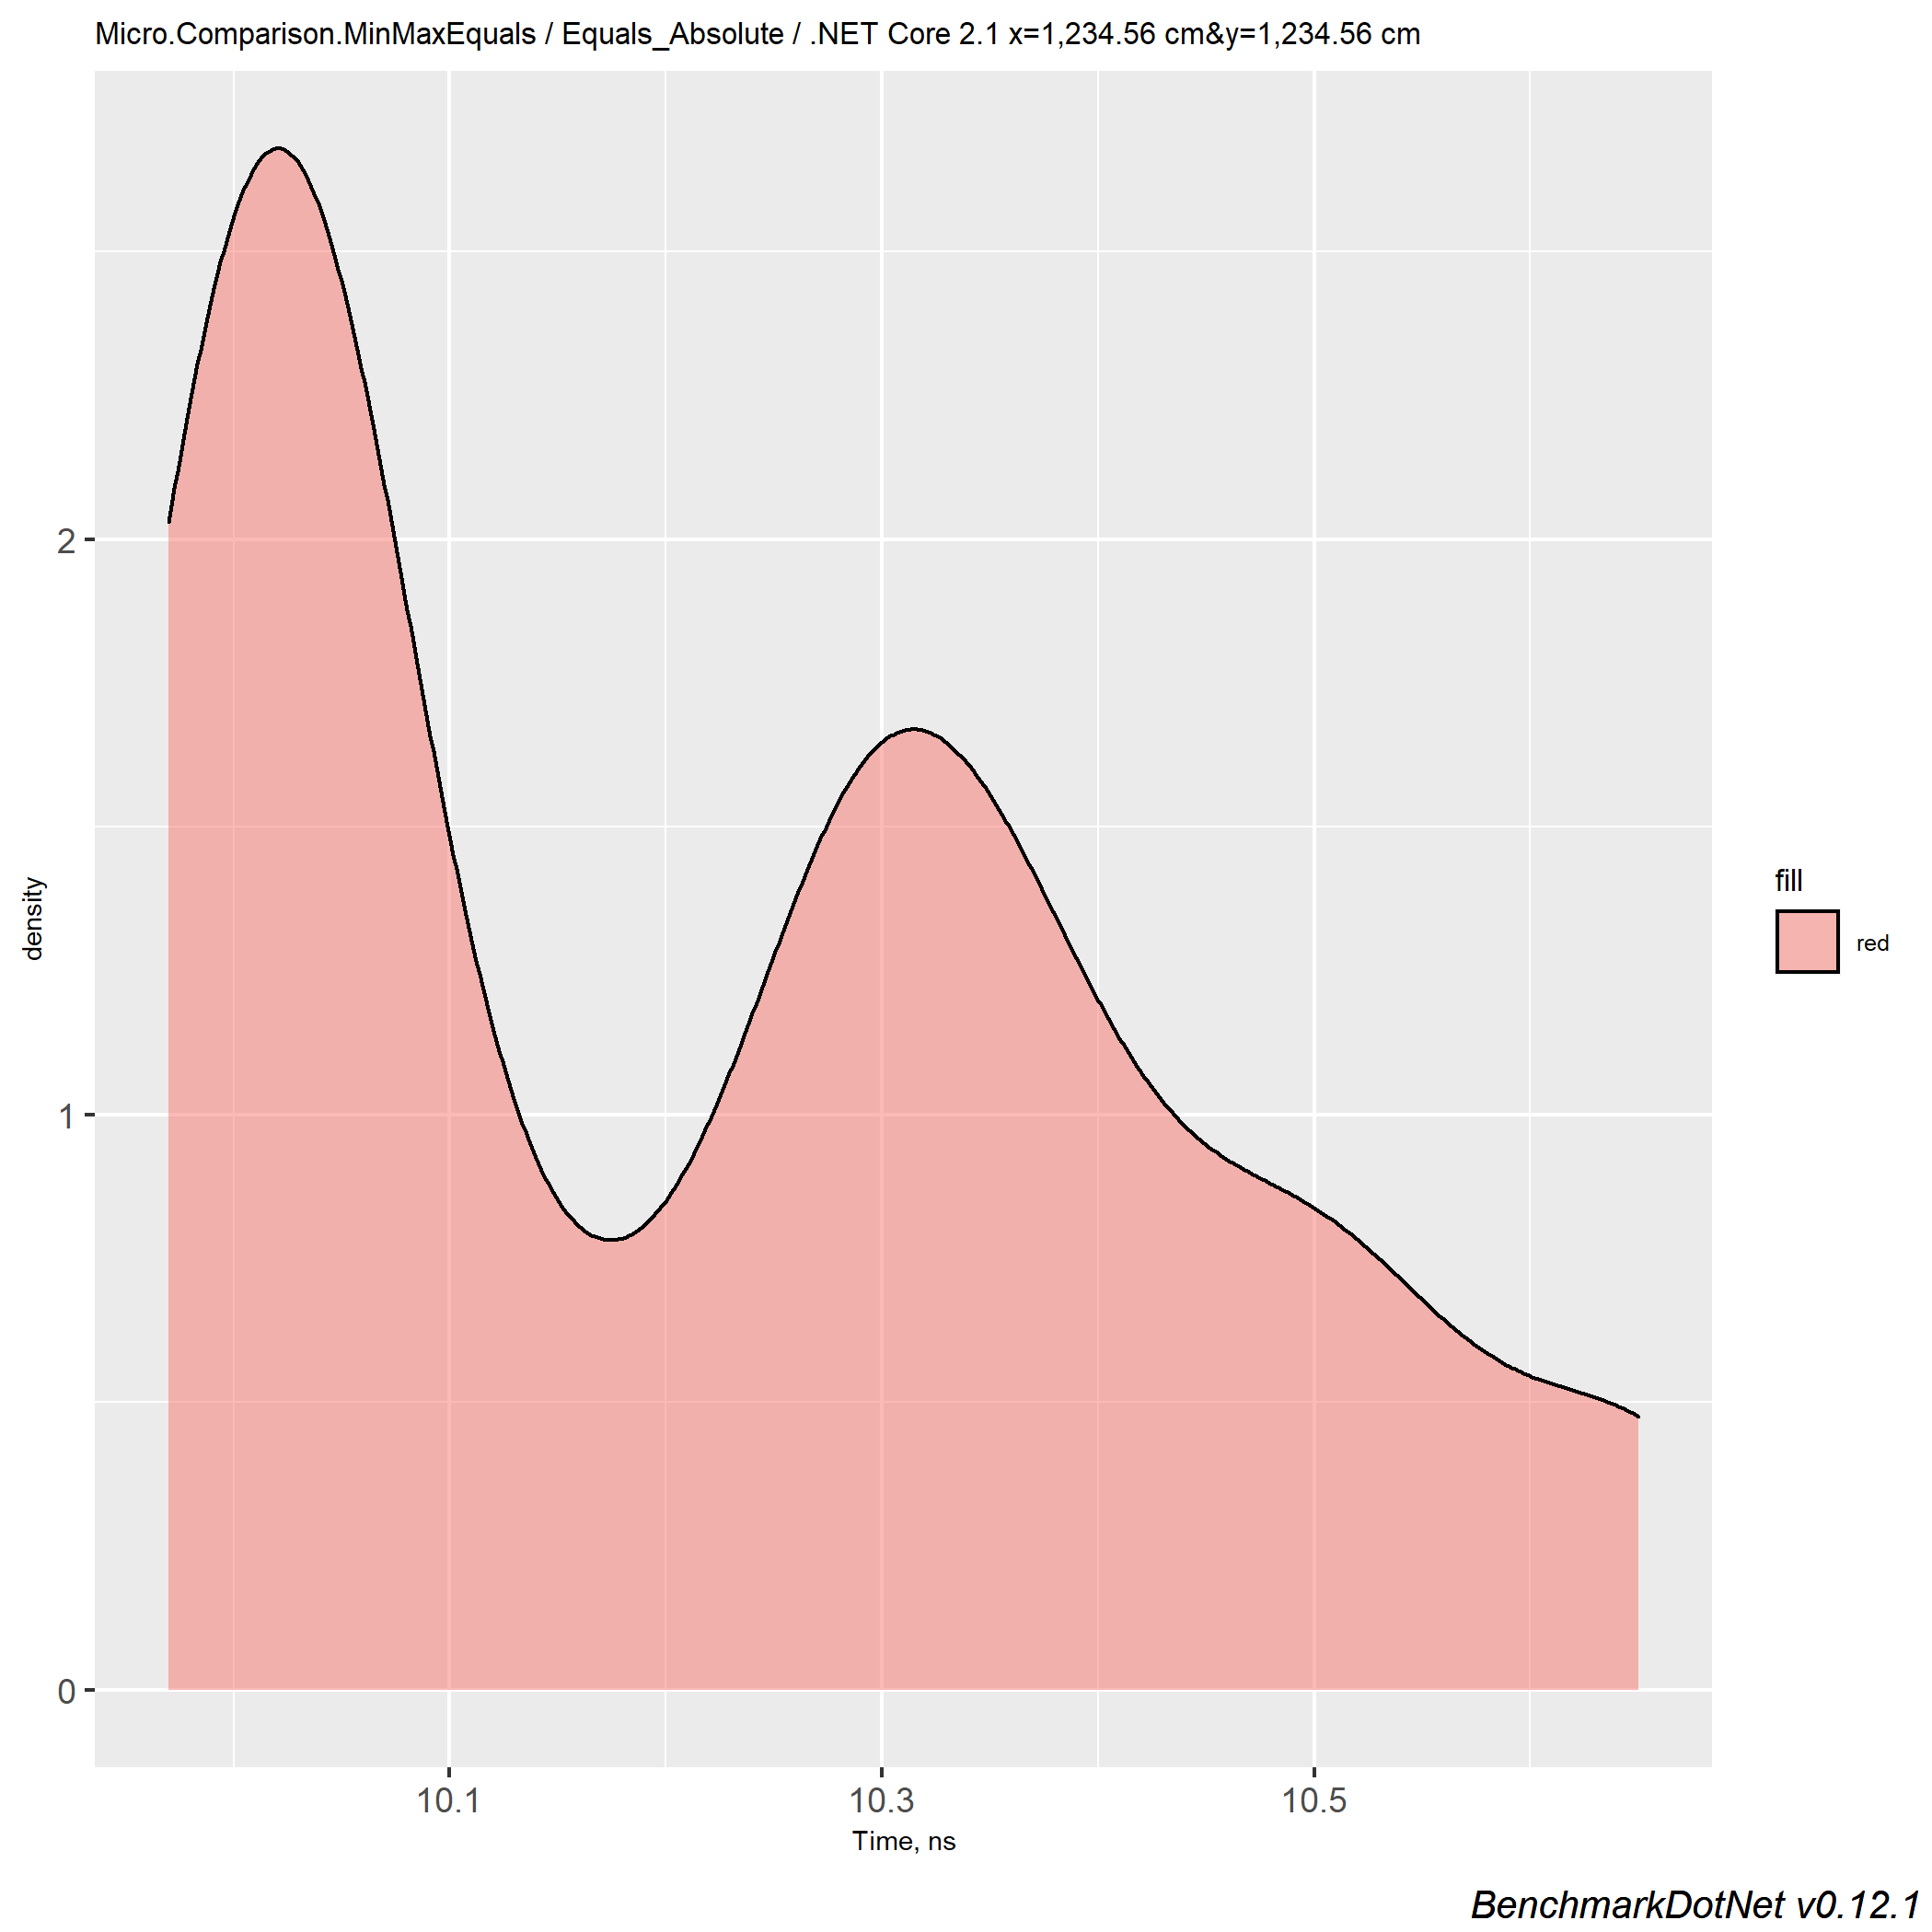 Micro.Comparison.MinMaxEquals / Equals_Absolute / .NET Core 2.1 x=1,234.56 cm&y=1,234.56 cm
density
2
1
0
10.1 10.3 10.5
Time, ns
fill
red
BenchmarkDotNet v0.12.1